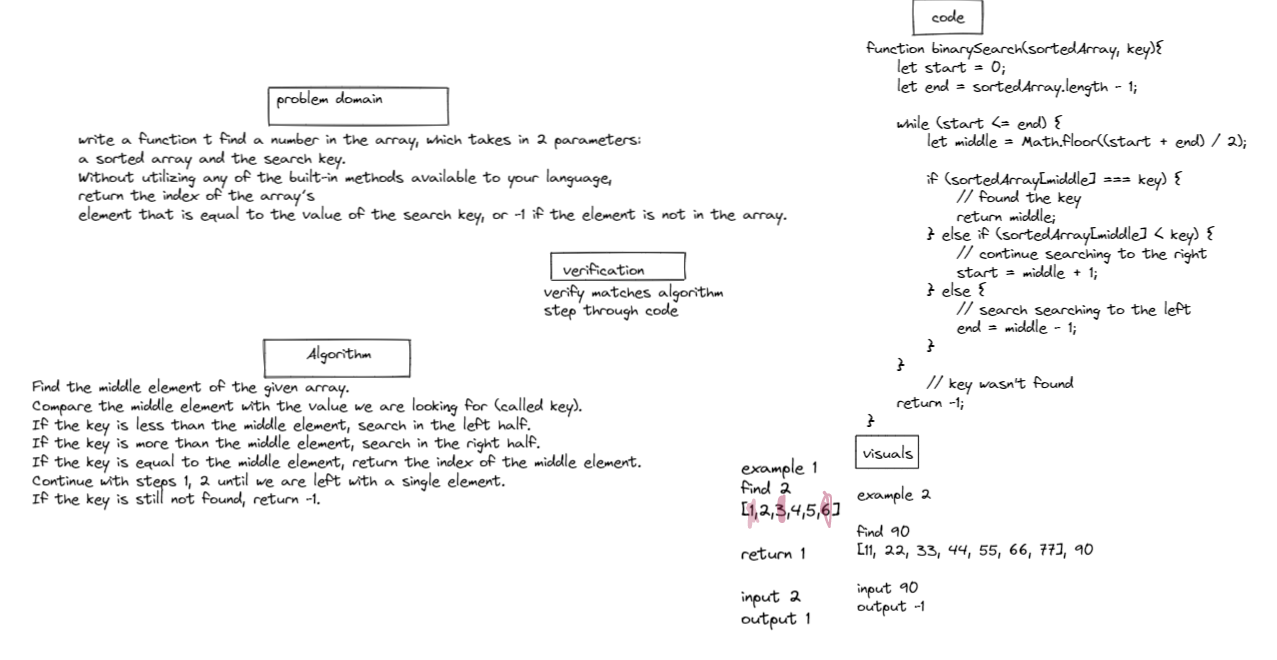 problem domain
write a function t find a number in the array, which takes in 2 parameters:
a sorted array and the search key.
Without utilizing any of the built-in methods available to your language,
return the index of the array's
element that is equal to the value of the search key, or -1 if the element is not in the array.
verification
verify matches algorithm
step through code
Algorithm
Find the middle element of the given array.
Compare the middle element with the value we are looking for (called key).
If the key is less than the middle element, search in the left half.
If the key is more than the middle element, search in the right half.
If the key is equal to the middle element, return the index of the middle element.
Continue with steps 1, 2 until we are left with a single element.
If the key is still not found, return -1.
code
function binarySearch(sortedArray, key){
let start = 0;
let end = sortedArray.length - 1;
while (start <= end) {
let middle = Math.floor((start + end) / 2);
if (sortedArray[middle] === key) {
// found the key
return middle;
} else if (sortedArray[middle] < key) {
// continue searching to the right
start = middle + 1;
} else {
// search searching to the left
end = middle - 1;
}
}
// key wasn't found
return -1;
}
visuals
example 1
find 2
[1,2,3,4,5,6]
return 1
input 2
output 1
example 2
find 90
[11, 22, 33, 44, 55, 66, 77], 90
input 90
output -1